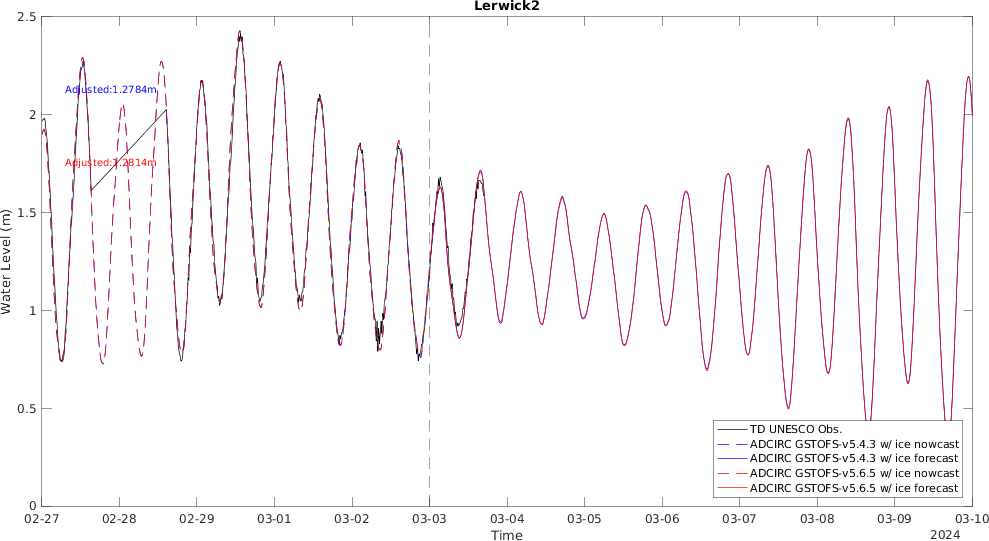 Lerwick2
2.5
2
1.5
1
0.5
0
Water Level (m)
Adjusted:1.2784m
Adjusted:1.2814m
TD UNESCO Obs.
ADCIRC GSTOFS-v5.4.3 w/ ice nowcast
ADCIRC GSTOFS-v5.4.3 w/ ice forecast
ADCIRC GSTOFS-v5.6.5 w/ ice nowcast
ADCIRC GSTOFS-v5.6.5 w/ ice forecast
02-27 02-28 02-29 03-01 03-02 03-03 03-04 03-05 03-06 03-07 03-08 03-09 03-10
Time
2024